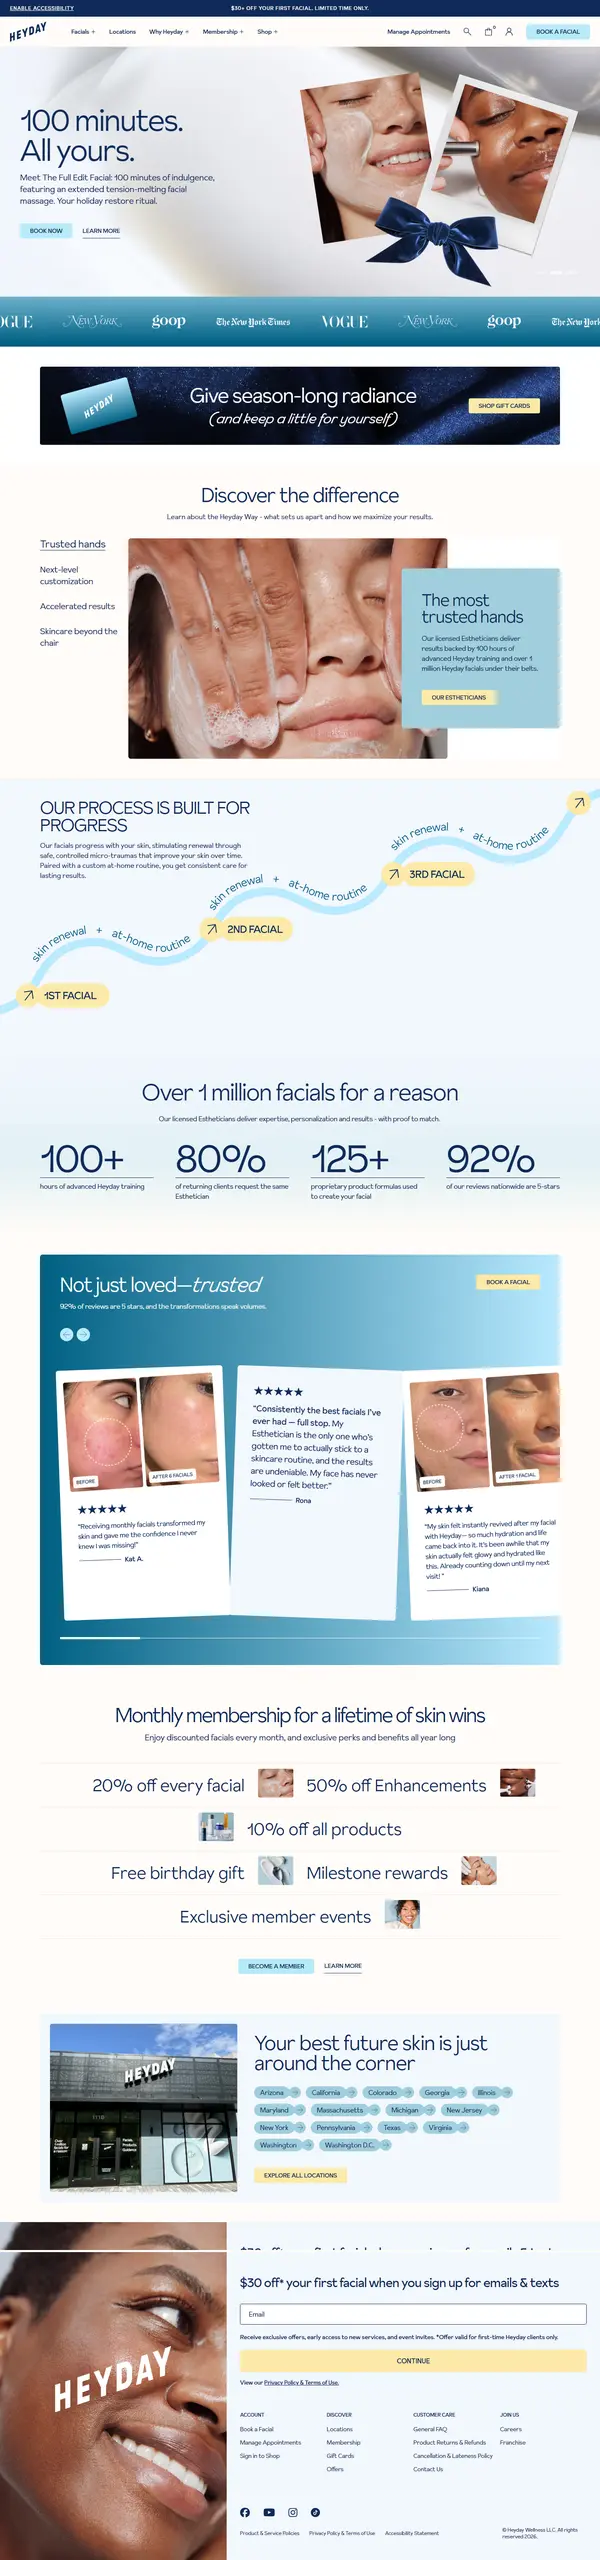 ENABLE ACCESSIBILITY
$30+ OFF YOUR FIRST FACIAL. LIMITED TIME ONLY.
HEYDAY
Facials +
Locations
Why Heyday +
Membership +
Shop +
Manage Appointments
0
BOOK A FACIAL
100 minutes.
All yours.
Meet The Full Edit Facial: 100 minutes of indulgence,
featuring an extended tension-melting facial
massage. Your holiday restore ritual.
BOOK NOW
LEARN MORE
OGUE
NEW YORK
goop
The New York Times
VOGUE
NEW YORK
goop
The New York
HEYDAY
Give season-long radiance
(and keep a little for yourself)
SHOP GIFT CARDS
Discover the difference
Learn about the Heyday Way - what sets us apart and how we maximize your results.
Trusted hands
Next-level
customization
Accelerated results
Skincare beyond the
chair
The most
trusted hands
Our licensed Estheticians deliver
results backed by 100 hours of
advanced Heyday training and over 1
million Heyday facials under their belts.
OUR ESTHETICIANS
OUR PROCESS IS BUILT FOR
PROGRESS
Our facials progress with your skin, stimulating renewal through
safe, controlled micro-traumas that improve your skin over time.
Paired with a custom at-home routine, you get consistent care for
lasting results.
skin renewal + at-home routine
3RD FACIAL
skin renewal + at-home routine
2ND FACIAL
skin renewal + at-home routine
1ST FACIAL
Over 1 million facials for a reason
Our licensed Estheticians deliver expertise, personalization and results - with proof to match.
100+
hours of advanced Heyday training
80%
of returning clients request the same
Esthetician
125+
proprietary product formulas used
to create your facial
92%
of our reviews nationwide are 5-stars
Not just loved—trusted
92% of reviews are 5 stars, and the transformations speak volumes.
BOOK A FACIAL
BEFORE
AFTER 6 FACIALS
"Receiving monthly facials transformed my
skin and gave me the confidence I never
knew I was missing!"
Kat A.
"Consistently the best facials I've
ever had — full stop. My
Esthetician is the only one who's
gotten me to actually stick to a
skincare routine, and the results
are undeniable. My face has never
looked or felt better."
Rona
BEFORE
AFTER 1 FACIAL
"My skin felt instantly revived after my facial
with Heyday— so much hydration and life
came back into it. It's been awhile that my
skin actually felt glowy and hydrated like
this. Already counting down until my next
visit! "
Kiana
Monthly membership for a lifetime of skin wins
Enjoy discounted facials every month, and exclusive perks and benefits all year long
20% off every facial
50% off Enhancements
10% off all products
Free birthday gift
Milestone rewards
Exclusive member events
BECOME A MEMBER
LEARN MORE
HEYDAY
Your best future skin is just
around the corner
Arizona
California
Colorado
Georgia
Illinois
Maryland
Massachusetts
Michigan
New Jersey
New York
Pennsylvania
Texas
Virginia
Washington
Washington D.C.
EXPLORE ALL LOCATIONS
HEYDAY
$30 off* your first facial when you sign up for emails & texts
Email
Receive exclusive offers, early access to new services, and event invites. *Offer valid for first-time Heyday clients only.
CONTINUE
View our Privacy Policy & Terms of Use.
ACCOUNT
Book a Facial
Manage Appointments
Sign in to Shop
DISCOVER
Locations
Membership
Gift Cards
Offers
CUSTOMER CARE
General FAQ
Product Returns & Refunds
Cancellation & Lateness Policy
Contact Us
JOIN US
Careers
Franchise
Product & Service Policies
Privacy Policy & Terms of Use
Accessibility Statement
© Heyday Wellness LLC. All rights
reserved 2026.